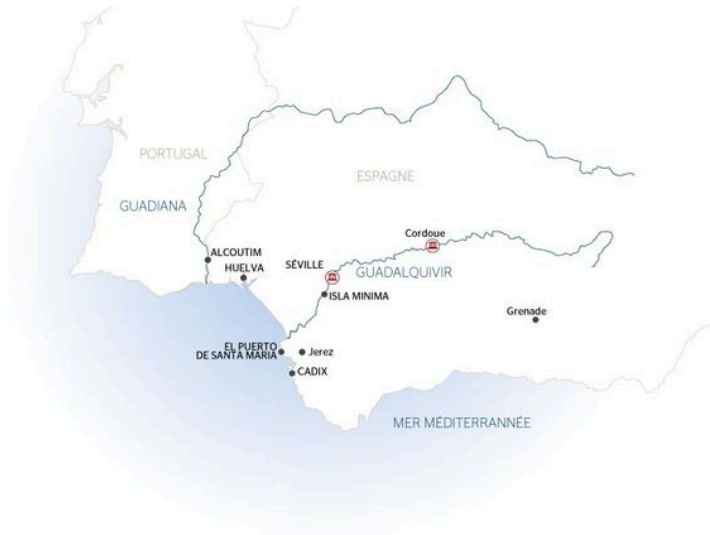 PORTUGAL
ESPAGNE
GUADIANA
Cordoue
ALCOUTIM
HUELVA
SÉVILLE
GUADALQUIVIR
ISLA MINIMA
Grenade
EL PUERTO
DE SANTA MARIA
Jerez
CADIX
MER MÉDITERRANNÉE